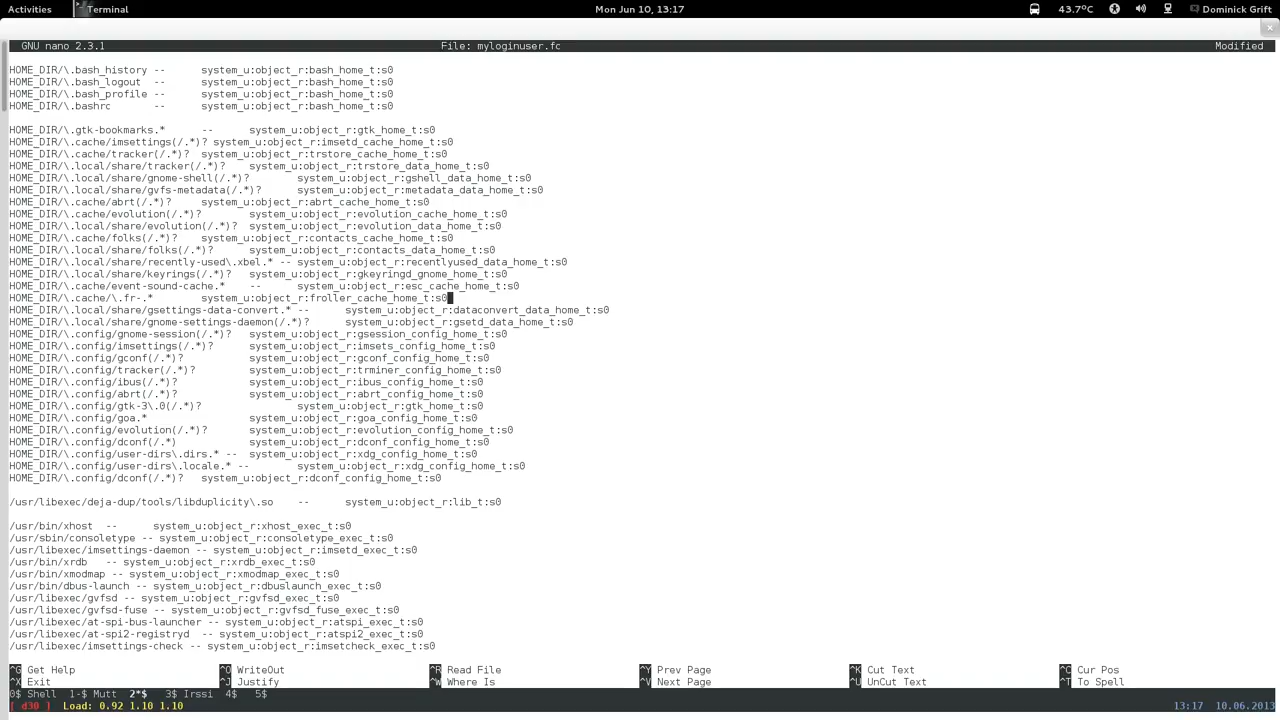 Activities Terminal Mon Jun 10, 13:17 43.7°C Dominick Grift
GNU nano 2.3.1 File: myloginuser.fc Modified
HOME_DIR/\.bash_history -- system_u:object_r:bash_home_t:s0
HOME_DIR/\.bash_logout -- system_u:object_r:bash_home_t:s0
HOME_DIR/\.bash_profile -- system_u:object_r:bash_home_t:s0
HOME_DIR/\.bashrc -- system_u:object_r:bash_home_t:s0
HOME_DIR/\.gtk-bookmarks.* -- system_u:object_r:gtk_home_t:s0
HOME_DIR/\.cache/imsettings(/.*)? system_u:object_r:imsetd_cache_home_t:s0
HOME_DIR/\.cache/tracker(/.*)? system_u:object_r:trstore_cache_home_t:s0
HOME_DIR/\.local/share/tracker(/.*)? system_u:object_r:trstore_data_home_t:s0
HOME_DIR/\.local/share/gnome-shell(/.*)? system_u:object_r:gshell_data_home_t:s0
HOME_DIR/\.local/share/gvfs-metadata(/.*)? system_u:object_r:metadata_data_home_t:s0
HOME_DIR/\.cache/abrt(/.*)? system_u:object_r:abrt_cache_home_t:s0
HOME_DIR/\.cache/evolution(/.*)? system_u:object_r:evolution_cache_home_t:s0
HOME_DIR/\.local/share/evolution(/.*)? system_u:object_r:evolution_data_home_t:s0
HOME_DIR/\.cache/folks(/.*)? system_u:object_r:contacts_cache_home_t:s0
HOME_DIR/\.local/share/folks(/.*)? system_u:object_r:contacts_data_home_t:s0
HOME_DIR/\.local/share/recently-used\.xbel.* -- system_u:object_r:recentlyused_data_home_t:s0
HOME_DIR/\.local/share/keyrings(/.*)? system_u:object_r:gkeyringd_gnome_home_t:s0
HOME_DIR/\.cache/event-sound-cache.* -- system_u:object_r:esc_cache_home_t:s0
HOME_DIR/\.cache/\.fr-.* system_u:object_r:froller_cache_home_t:s0
HOME_DIR/\.local/share/gsettings-data-convert.* -- system_u:object_r:dataconvert_data_home_t:s0
HOME_DIR/\.local/share/gnome-settings-daemon(/.*)? system_u:object_r:gsetd_data_home_t:s0
HOME_DIR/\.config/gnome-session(/.*)? system_u:object_r:gsession_config_home_t:s0
HOME_DIR/\.config/imsettings(/.*)? system_u:object_r:imsets_config_home_t:s0
HOME_DIR/\.config/gconf(/.*)? system_u:object_r:gconf_config_home_t:s0
HOME_DIR/\.config/tracker(/.*)? system_u:object_r:trminer_config_home_t:s0
HOME_DIR/\.config/ibus(/.*)? system_u:object_r:ibus_config_home_t:s0
HOME_DIR/\.config/abrt(/.*)? system_u:object_r:abrt_config_home_t:s0
HOME_DIR/\.config/gtk-3\.0(/.*)? system_u:object_r:gtk_home_t:s0
HOME_DIR/\.config/goa.* system_u:object_r:goa_config_home_t:s0
HOME_DIR/\.config/evolution(/.*)? system_u:object_r:evolution_config_home_t:s0
HOME_DIR/\.config/dconf(/.*) system_u:object_r:dconf_config_home_t:s0
HOME_DIR/\.config/user-dirs\.dirs.* -- system_u:object_r:xdg_config_home_t:s0
HOME_DIR/\.config/user-dirs\.locale.* -- system_u:object_r:xdg_config_home_t:s0
HOME_DIR/\.config/dconf(/.*)? system_u:object_r:dconf_config_home_t:s0
/usr/libexec/deja-dup/tools/libduplicity\.so -- system_u:object_r:lib_t:s0
/usr/bin/xhost -- system_u:object_r:xhost_exec_t:s0
/usr/sbin/consoletype -- system_u:object_r:consoletype_exec_t:s0
/usr/libexec/imsettings-daemon -- system_u:object_r:imsetd_exec_t:s0
/usr/bin/xrdb -- system_u:object_r:xrdb_exec_t:s0
/usr/bin/xmodmap -- system_u:object_r:xmodmap_exec_t:s0
/usr/bin/dbus-launch -- system_u:object_r:dbuslaunch_exec_t:s0
/usr/libexec/gvfsd -- system_u:object_r:gvfsd_exec_t:s0
/usr/libexec/gvfsd-fuse -- system_u:object_r:gvfsd_fuse_exec_t:s0
/usr/libexec/at-spi-bus-launcher -- system_u:object_r:atspi_exec_t:s0
/usr/libexec/at-spi2-registryd -- system_u:object_r:atspi2_exec_t:s0
/usr/libexec/imsettings-check -- system_u:object_r:imsetcheck_exec_t:s0
^G Get Help ^O WriteOut ^R Read File ^Y Prev Page ^K Cut Text ^C Cur Pos
^X Exit ^J Justify ^W Where Is ^V Next Page ^U UnCut Text ^T To Spell
0$ Shell 1-$ Mutt 2*$ 3$ Irssi 4$ 5$
[ d30 ] Load: 0.92 1.10 1.10 13:17 10.06.2013